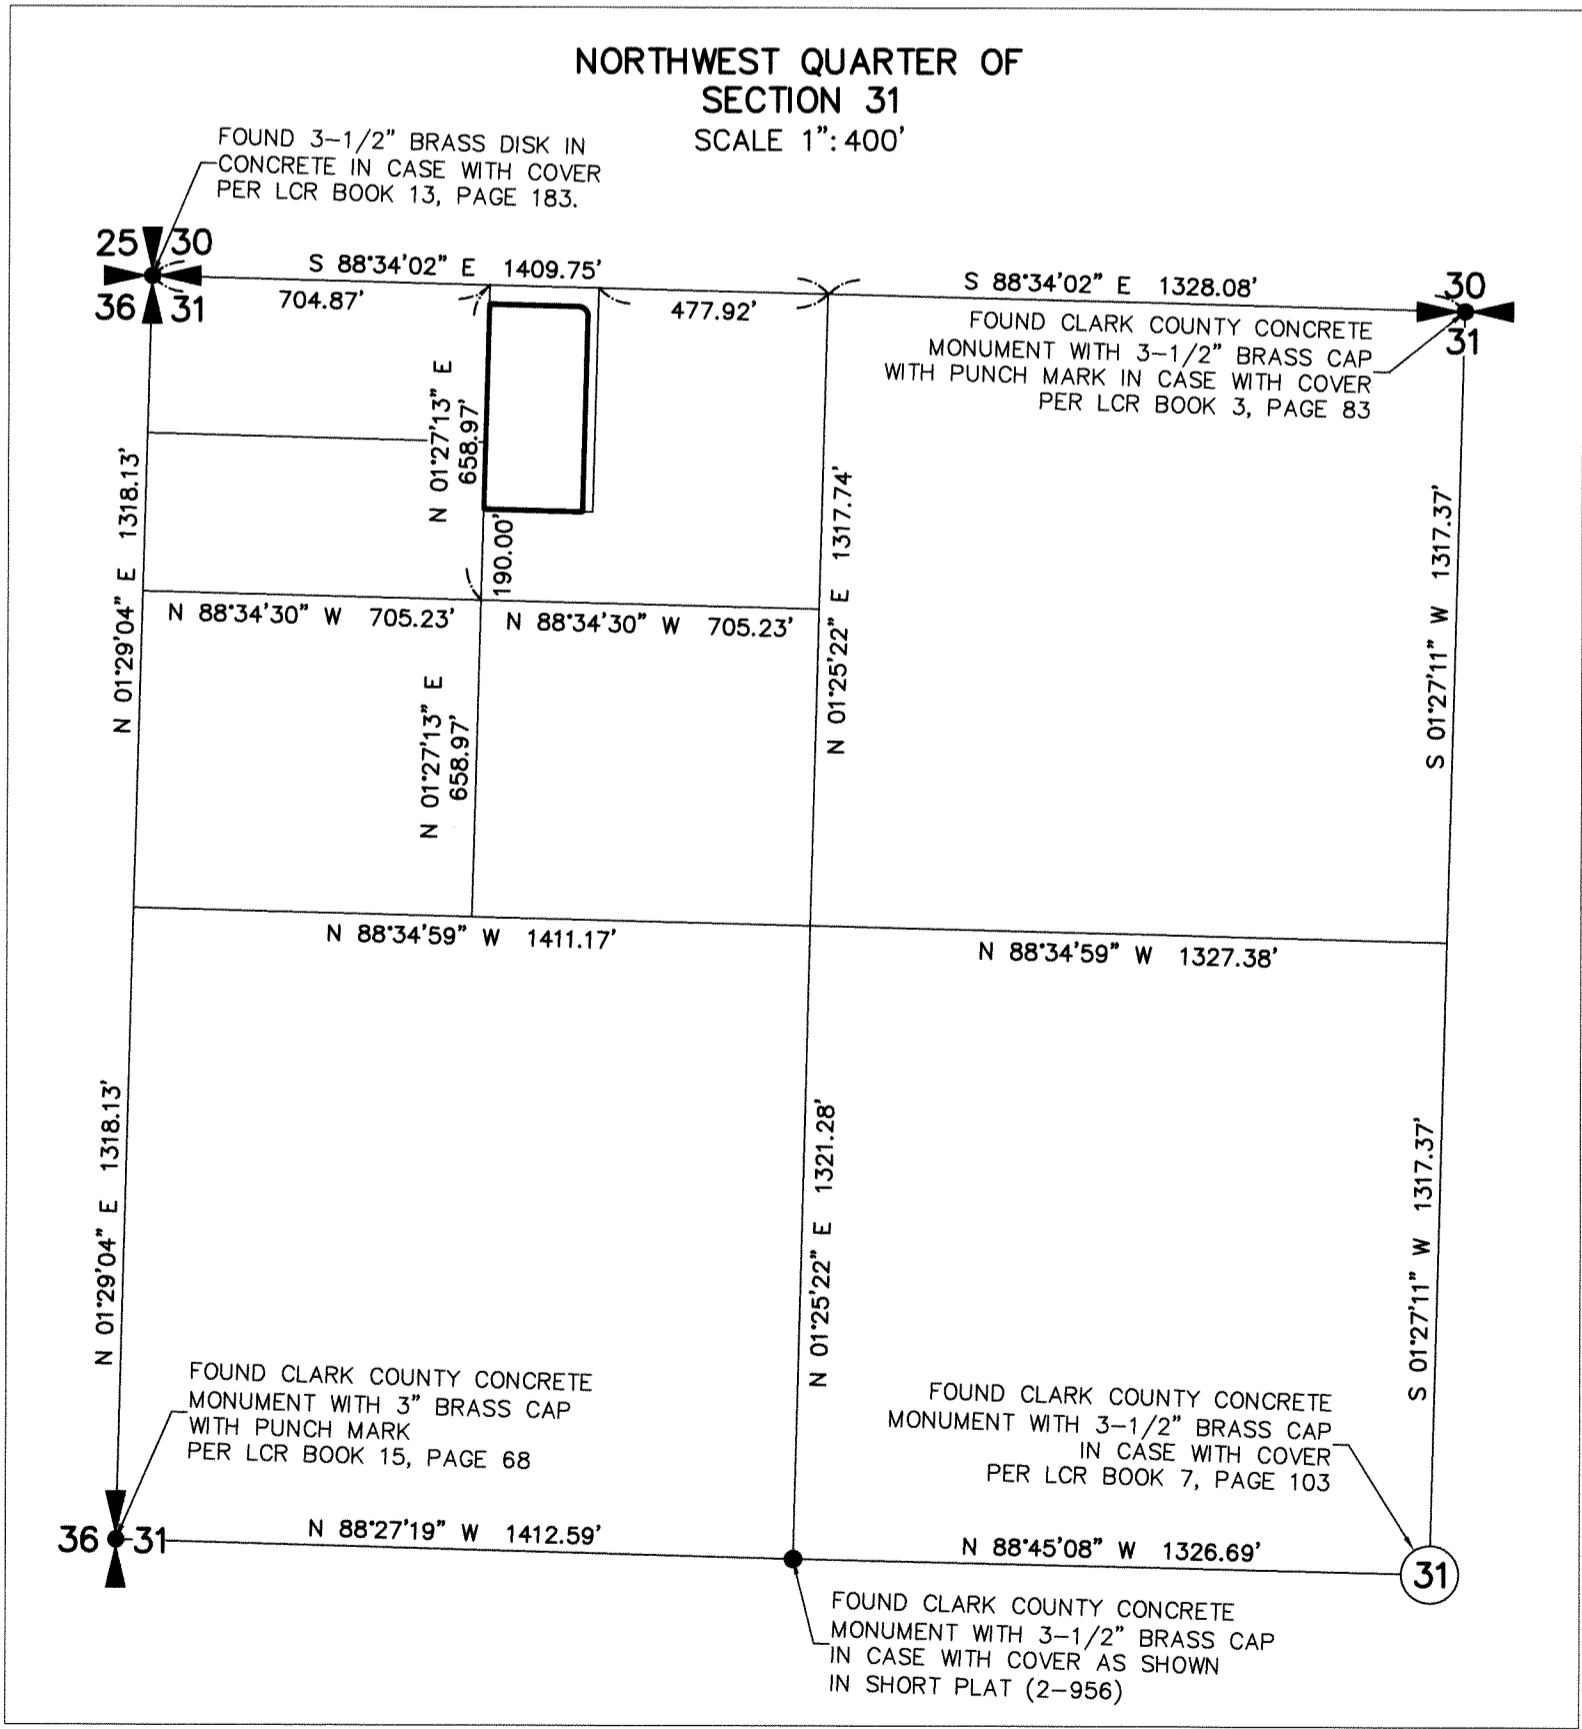 NORTHWEST QUARTER OF
SECTION 31
SCALE 1":400'
FOUND 3-1/2" BRASS DISK IN
CONCRETE IN CASE WITH COVER
PER LCR BOOK 13, PAGE 183.
25 30
36 31
S 88°34'02" E 1409.75'
704.87'
477.92'
S 88°34'02" E 1328.08'
30
31
FOUND CLARK COUNTY CONCRETE
MONUMENT WITH 3-1/2" BRASS CAP
WITH PUNCH MARK IN CASE WITH COVER
PER LCR BOOK 3, PAGE 83
N 01°29'04" E 1318.13'
N 01°27'13" E
658.97'
190.00'
N 01°25'22" E 1317.74'
S 01°27'11" W 1317.37'
N 88°34'30" W 705.23'
N 88°34'30" W 705.23'
N 01°27'13" E
658.97'
N 88°34'59" W 1411.17'
N 88°34'59" W 1327.38'
N 01°29'04" E 1318.13'
N 01°25'22" E 1321.28'
S 01°27'11" W 1317.37'
FOUND CLARK COUNTY CONCRETE
MONUMENT WITH 3" BRASS CAP
WITH PUNCH MARK
PER LCR BOOK 15, PAGE 68
FOUND CLARK COUNTY CONCRETE
MONUMENT WITH 3-1/2" BRASS CAP
IN CASE WITH COVER
PER LCR BOOK 7, PAGE 103
36 31
N 88°27'19" W 1412.59'
N 88°45'08" W 1326.69'
31
FOUND CLARK COUNTY CONCRETE
MONUMENT WITH 3-1/2" BRASS CAP
IN CASE WITH COVER AS SHOWN
IN SHORT PLAT (2-956)